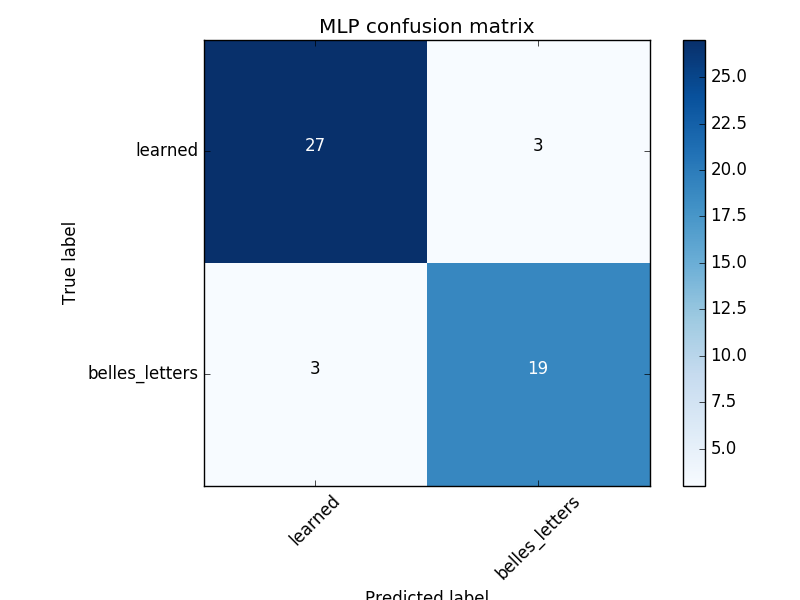 MLP confusion matrix
True label
learned
27
3
belles_letters
3
19
learned
belles_letters
Predicted label
25.0
22.5
20.0
17.5
15.0
12.5
10.0
7.5
5.0